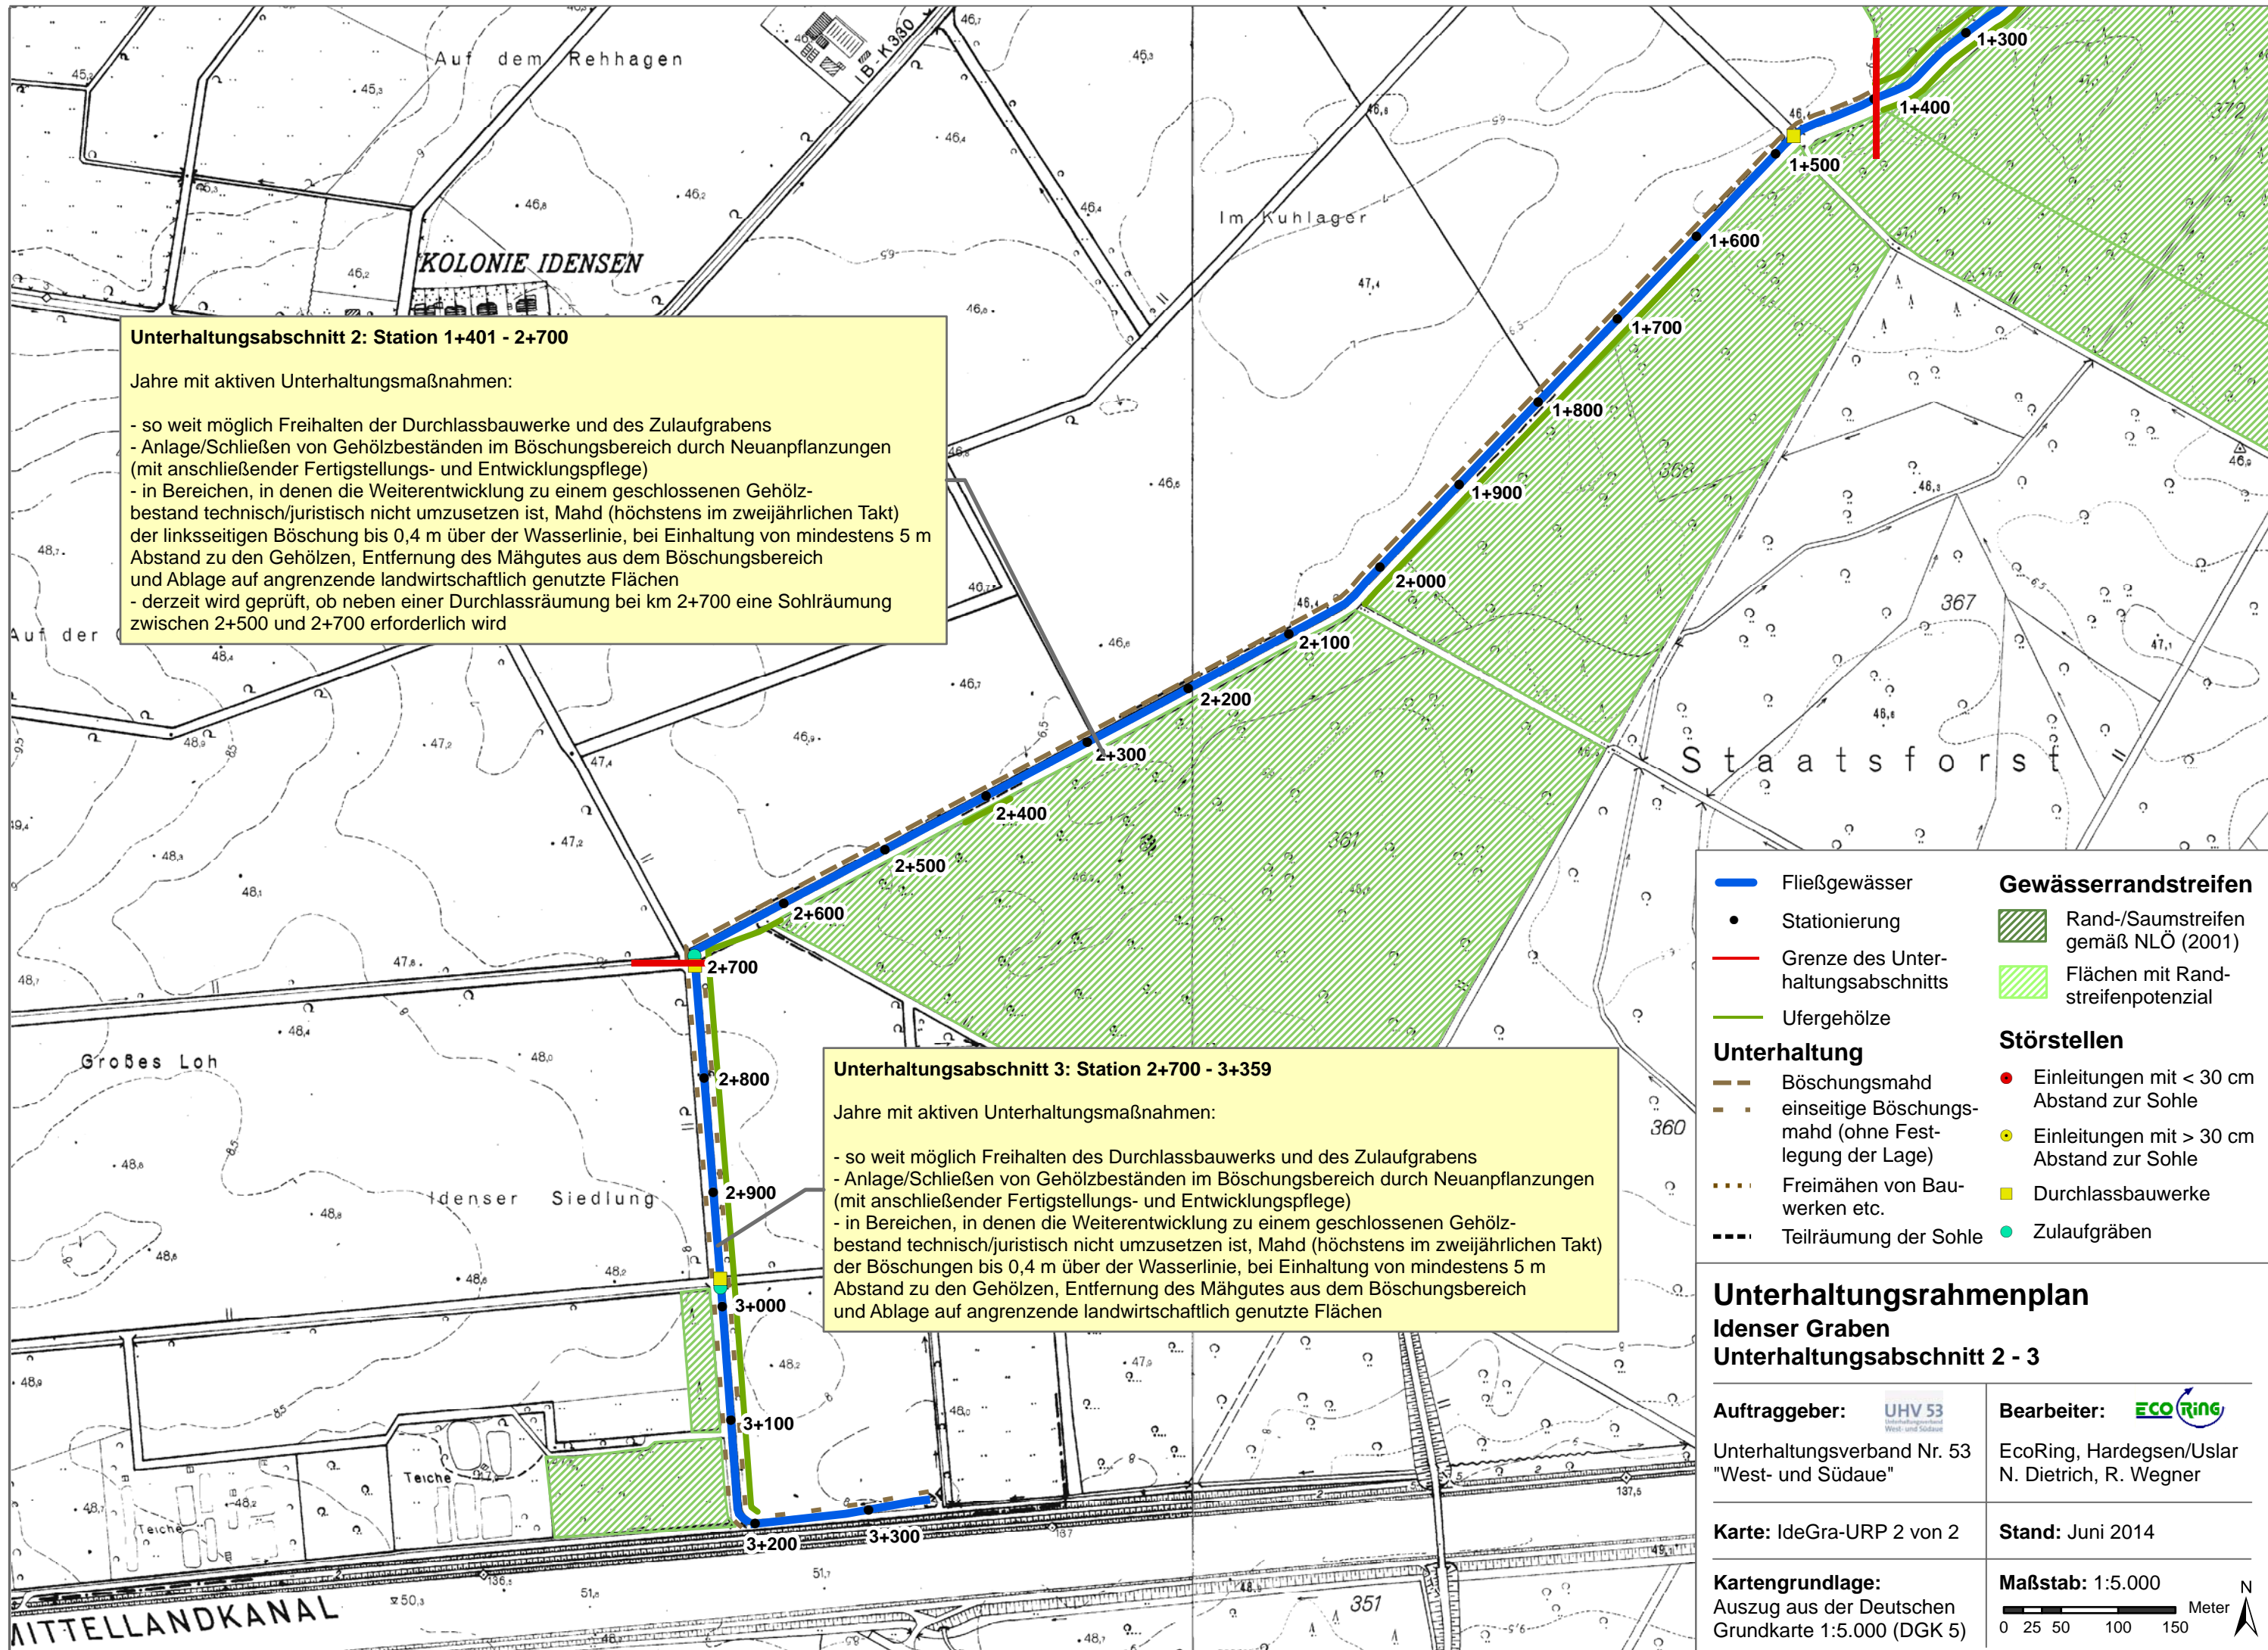 Auf dem Rehhagen
IB-K330
KOLONIE IDENSEN
Im Kuhlager
1+300
1+400
372
1+500
1+600
1+700
1+800
368
1+900
2+000
367
2+100
2+200
2+300
Staatsforst
2+400
361
2+500
2+600
2+700
Unterhaltungsabschnitt 2: Station 1+401 - 2+700
Jahre mit aktiven Unterhaltungsmaßnahmen:
- so weit möglich Freihalten der Durchlassbauwerke und des Zulaufgrabens
- Anlage/Schließen von Gehölzbeständen im Böschungsbereich durch Neuanpflanzungen
(mit anschließender Fertigstellungs- und Entwicklungspflege)
- in Bereichen, in denen die Weiterentwicklung zu einem geschlossenen Gehölz-
bestand technisch/juristisch nicht umzusetzen ist, Mahd (höchstens im zweijährlichen Takt)
der linksseitigen Böschung bis 0,4 m über der Wasserlinie, bei Einhaltung von mindestens 5 m
Abstand zu den Gehölzen, Entfernung des Mähgutes aus dem Böschungsbereich
und Ablage auf angrenzende landwirtschaftlich genutzte Flächen
- derzeit wird geprüft, ob neben einer Durchlassräumung bei km 2+700 eine Sohlräumung
zwischen 2+500 und 2+700 erforderlich wird
Auf der
Großes Loh
2+800
Idenser Siedlung
2+900
3+000
3+100
Teiche
Teiche
3+200
3+300
360
351
MITTELLANDKANAL
Unterhaltungsabschnitt 3: Station 2+700 - 3+359
Jahre mit aktiven Unterhaltungsmaßnahmen:
- so weit möglich Freihalten des Durchlassbauwerks und des Zulaufgrabens
- Anlage/Schließen von Gehölzbeständen im Böschungsbereich durch Neuanpflanzungen
(mit anschließender Fertigstellungs- und Entwicklungspflege)
- in Bereichen, in denen die Weiterentwicklung zu einem geschlossenen Gehölz-
bestand technisch/juristisch nicht umzusetzen ist, Mahd (höchstens im zweijährlichen Takt)
der Böschungen bis 0,4 m über der Wasserlinie, bei Einhaltung von mindestens 5 m
Abstand zu den Gehölzen, Entfernung des Mähgutes aus dem Böschungsbereich
und Ablage auf angrenzende landwirtschaftlich genutzte Flächen
Fließgewässer
Stationierung
Grenze des Unter-
haltungsabschnitts
Ufergehölze
Unterhaltung
Böschungsmahd
einseitige Böschungs-
mahd (ohne Fest-
legung der Lage)
Freimähen von Bau-
werken etc.
Teilräumung der Sohle
Gewässerrandstreifen
Rand-/Saumstreifen
gemäß NLÖ (2001)
Flächen mit Rand-
streifenpotenzial
Störstellen
Einleitungen mit < 30 cm
Abstand zur Sohle
Einleitungen mit > 30 cm
Abstand zur Sohle
Durchlassbauwerke
Zulaufgräben
Unterhaltungsrahmenplan
Idenser Graben
Unterhaltungsabschnitt 2 - 3
Auftraggeber:
UHV 53
Unterhaltungsverband
West- und Südaue
Unterhaltungsverband Nr. 53
"West- und Südaue"
Bearbeiter:
ECO RiNG
EcoRing, Hardegsen/Uslar
N. Dietrich, R. Wegner
Karte: IdeGra-URP 2 von 2
Stand: Juni 2014
Kartengrundlage:
Auszug aus der Deutschen
Grundkarte 1:5.000 (DGK 5)
Maßstab: 1:5.000
Meter
0 25 50 100 150
N